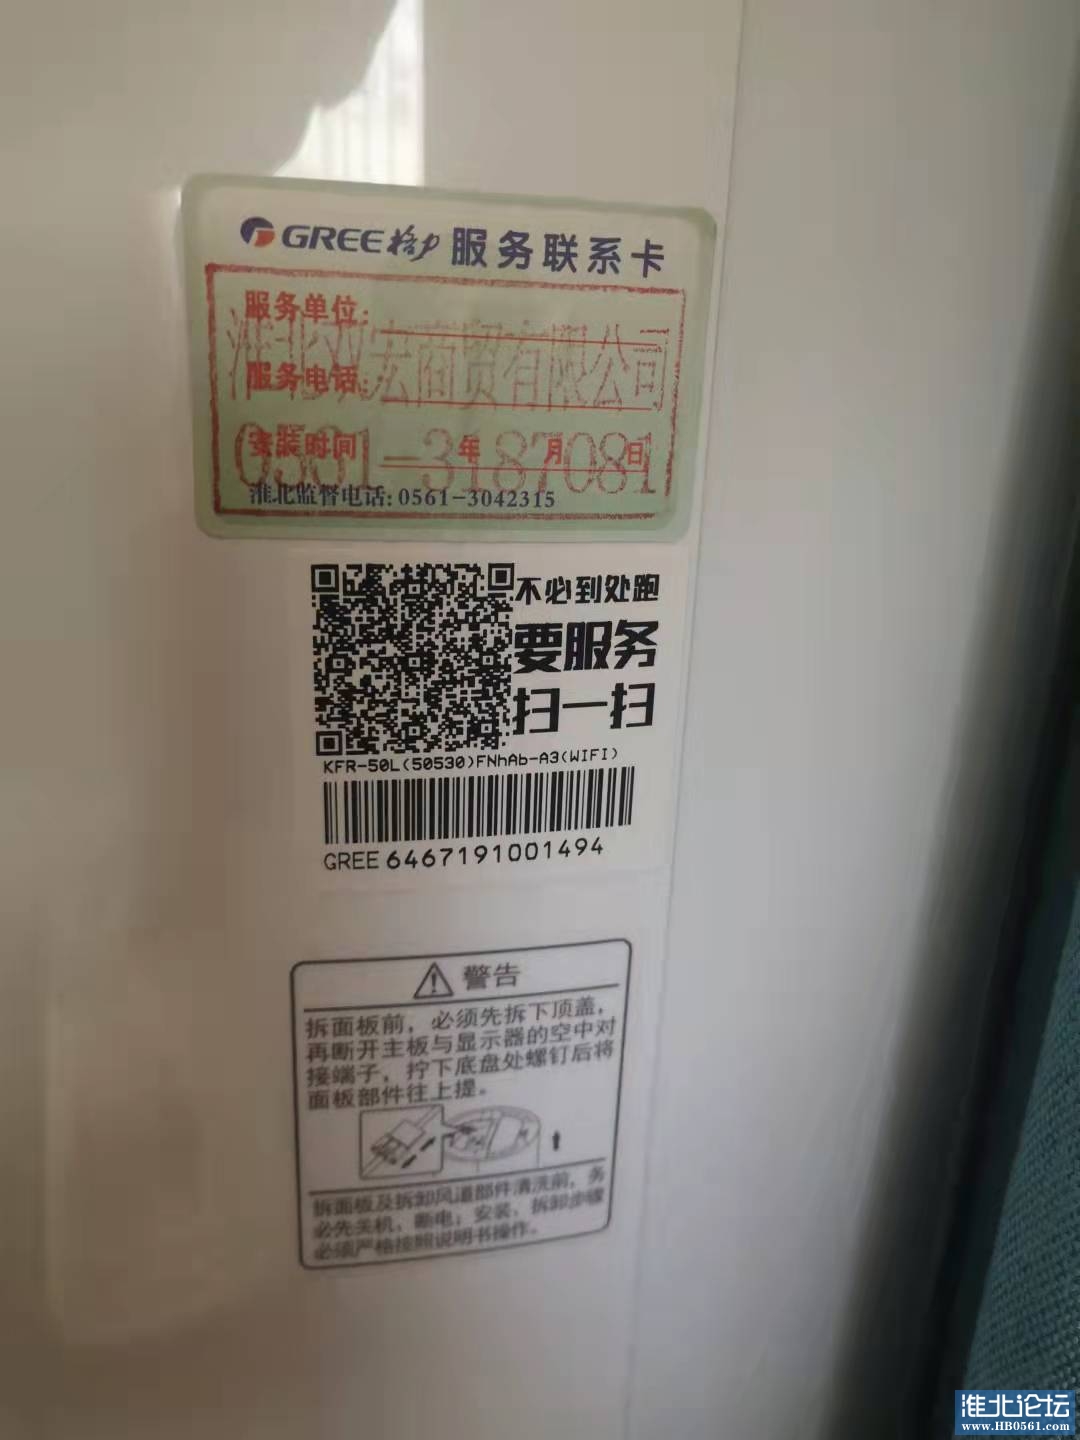 GREE格力 服务联系卡
服务单位:
淮北双宏商贸有限公司
服务电话:
安装时间 年 月 日
0561-3187081
淮北监督电话: 0561-3042315
不必到处跑
要服务
扫一扫
KFR-50L(50530)FNhAb-A3(WIFI)
GREE 6467191001494
警告
拆面板前，必须先拆下顶盖，
再断开主板与显示器的空中对
接端子，拧下底盘处螺钉后将
面板部件往上提。
拆面板及拆卸风道部件清洗前，务
必先关机，断电；安装、拆卸步骤
必须严格按照说明书操作。
淮北论坛
www.HB0561.com